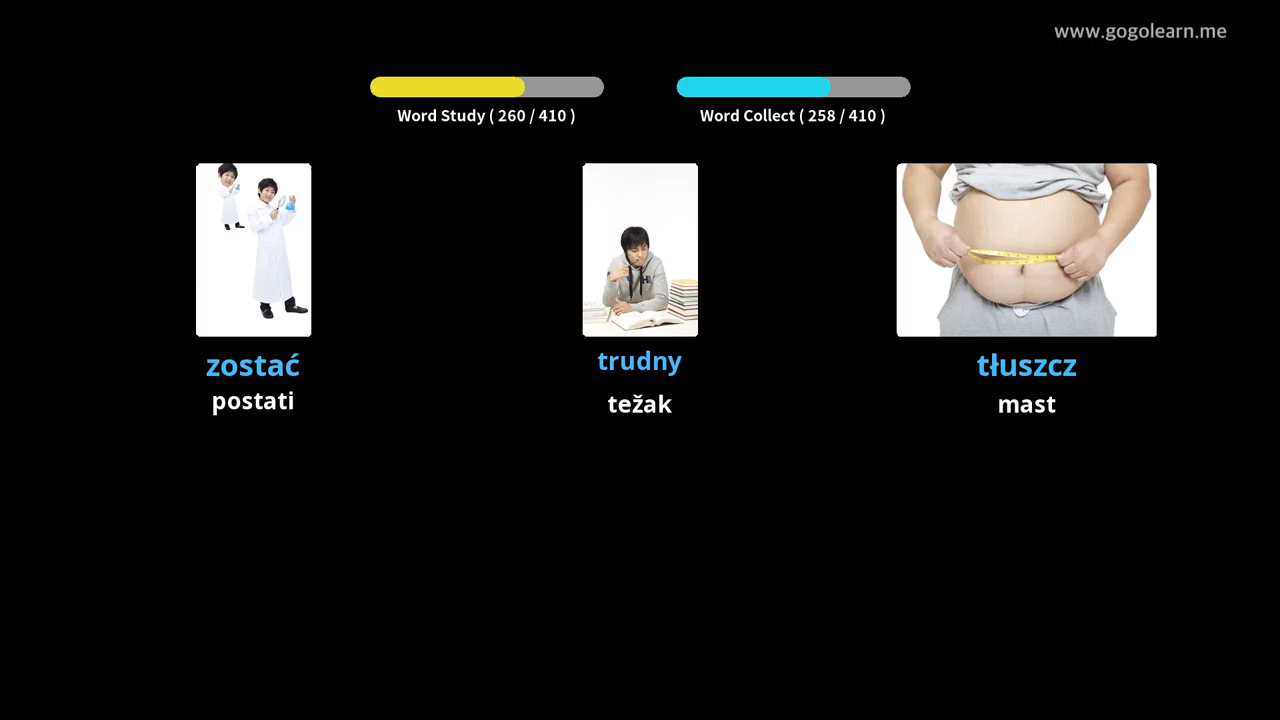 www.gogolearn.me
Word Study ( 260 / 410 )
Word Collect ( 258 / 410 )
zostać
postati
trudny
težak
tłuszcz
mast